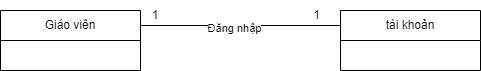 Giáo viên
1
Đăng nhập
1
tài khoản